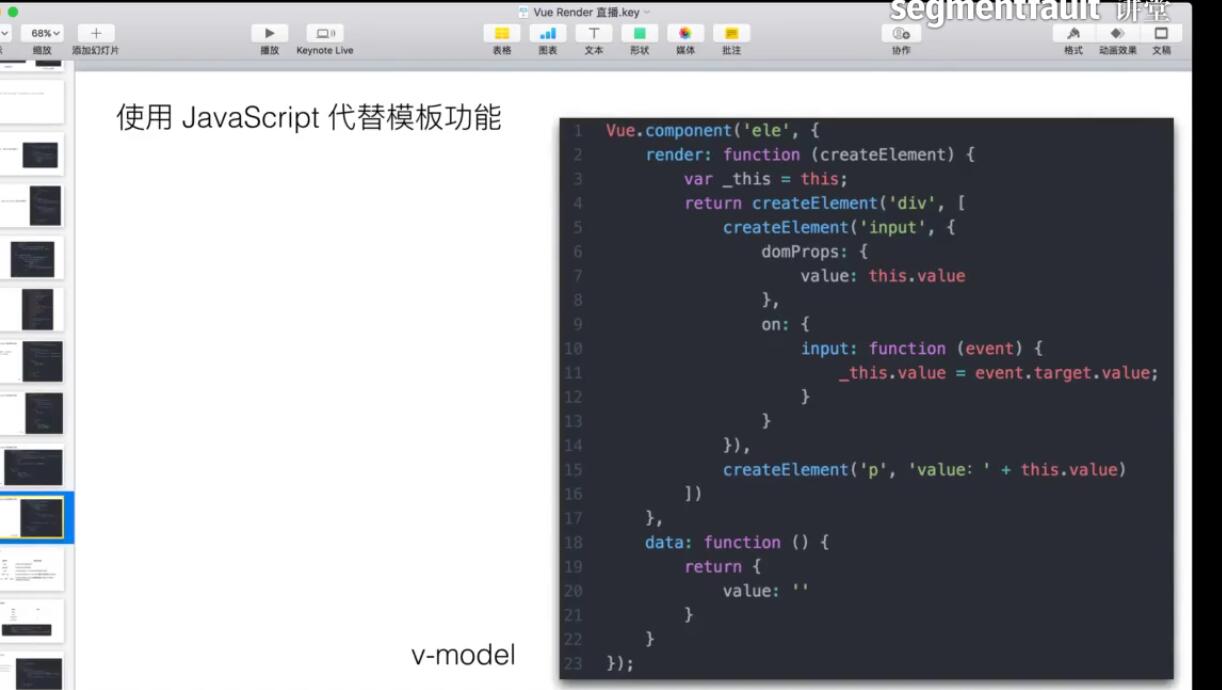 Vue Render 直播.key
segmentfault 讲堂
68%
缩放
添加幻灯片
播放
Keynote Live
表格
图表
文本
形状
媒体
批注
协作
格式
动画效果
文稿
使用 JavaScript 代替模板功能
1 Vue.component('ele', {
2 render: function (createElement) {
3 var _this = this;
4 return createElement('div', [
5 createElement('input', {
6 domProps: {
7 value: this.value
8 },
9 on: {
10 input: function (event) {
11 _this.value = event.target.value;
12 }
13 }
14 }),
15 createElement('p', 'value: ' + this.value)
16 ])
17 },
18 data: function () {
19 return {
20 value: ''
21 }
22 }
23 });
v-model